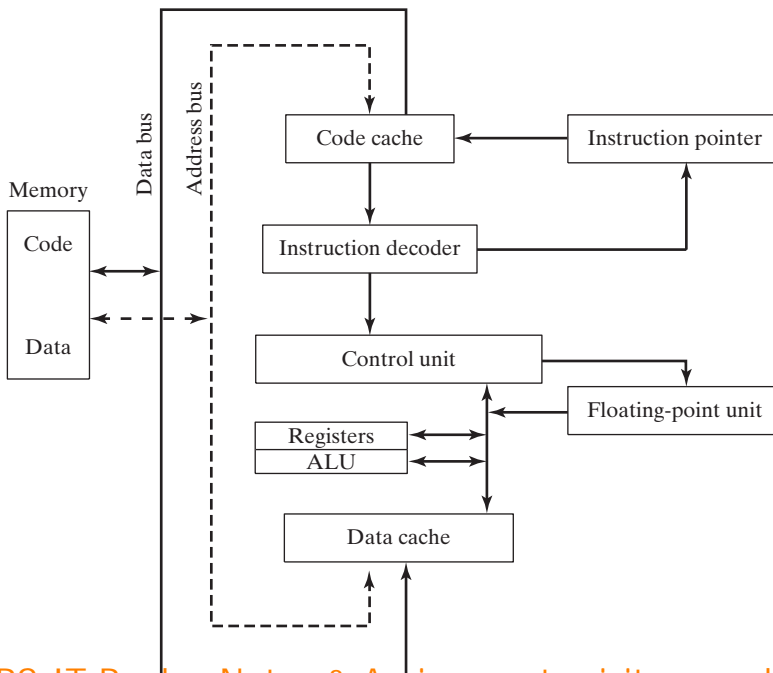 Data bus
Address bus
Code cache
Instruction pointer
Memory
Code
Data
Instruction decoder
Control unit
Floating-point unit
Registers
ALU
Data cache